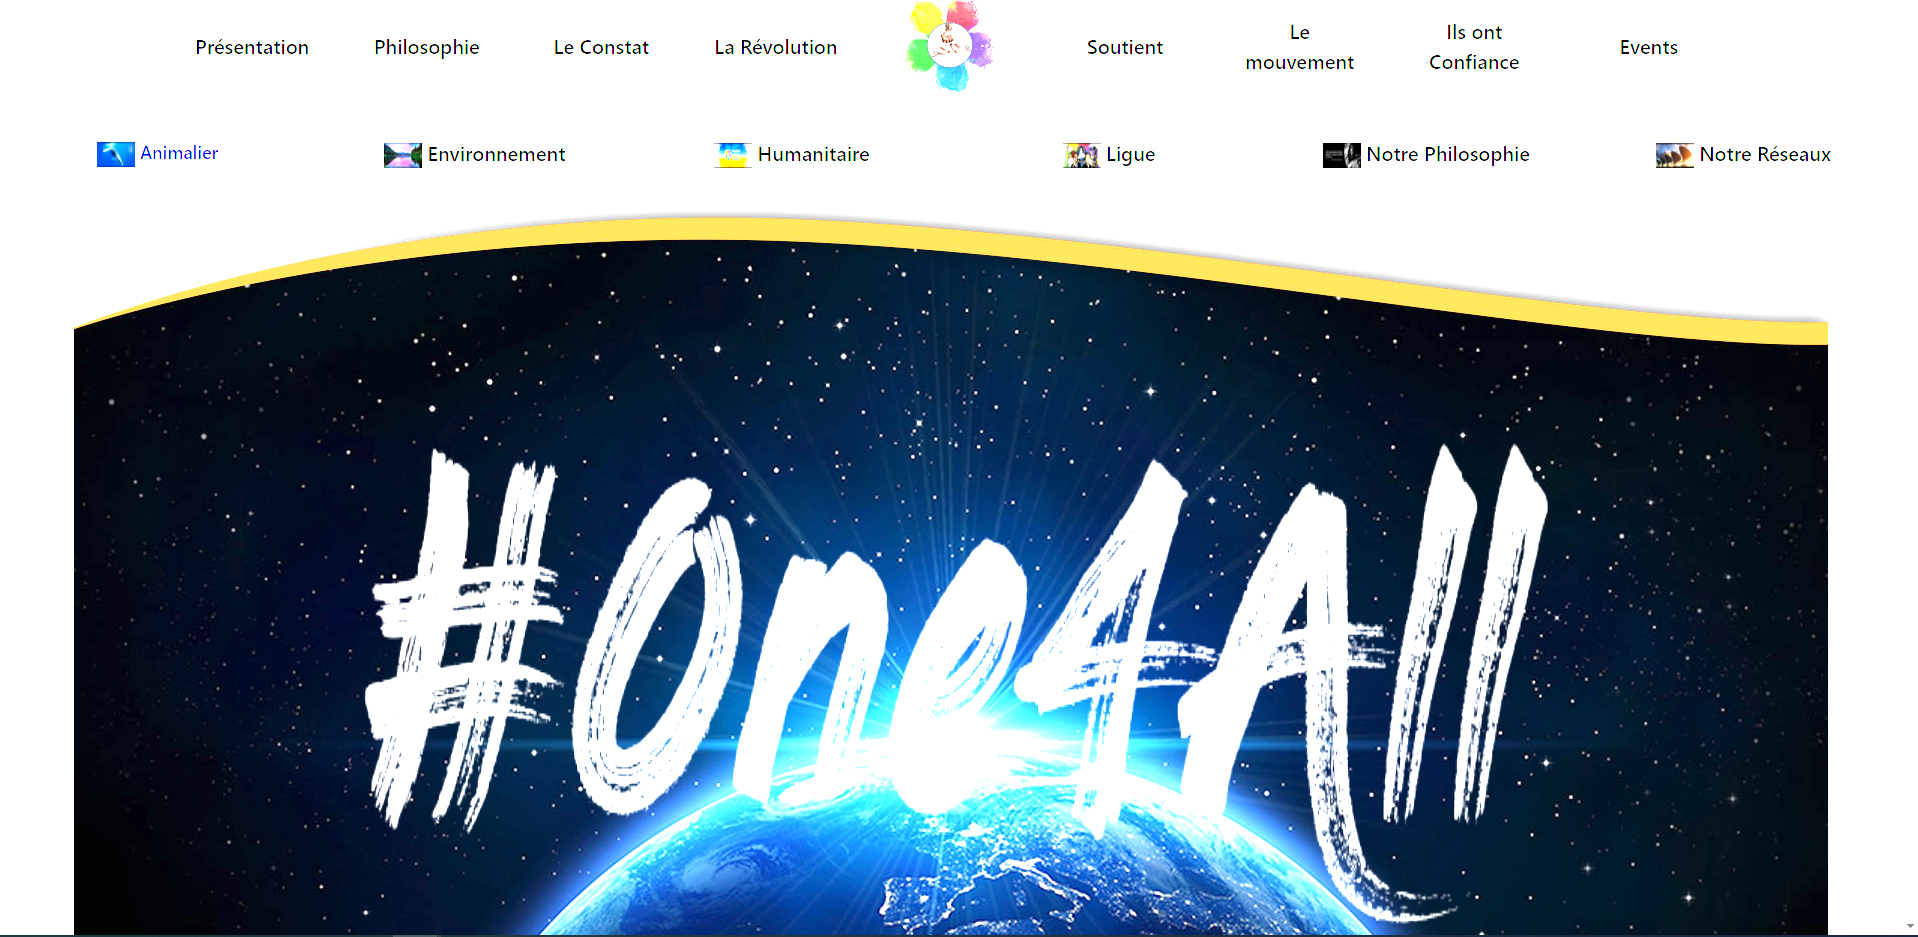 Présentation
Philosophie
Le Constat
La Révolution
Soutient
Le
mouvement
Ils ont
Confiance
Events
Animalier
Environnement
Humanitaire
Ligue
Notre Philosophie
Notre Réseaux
#One4All